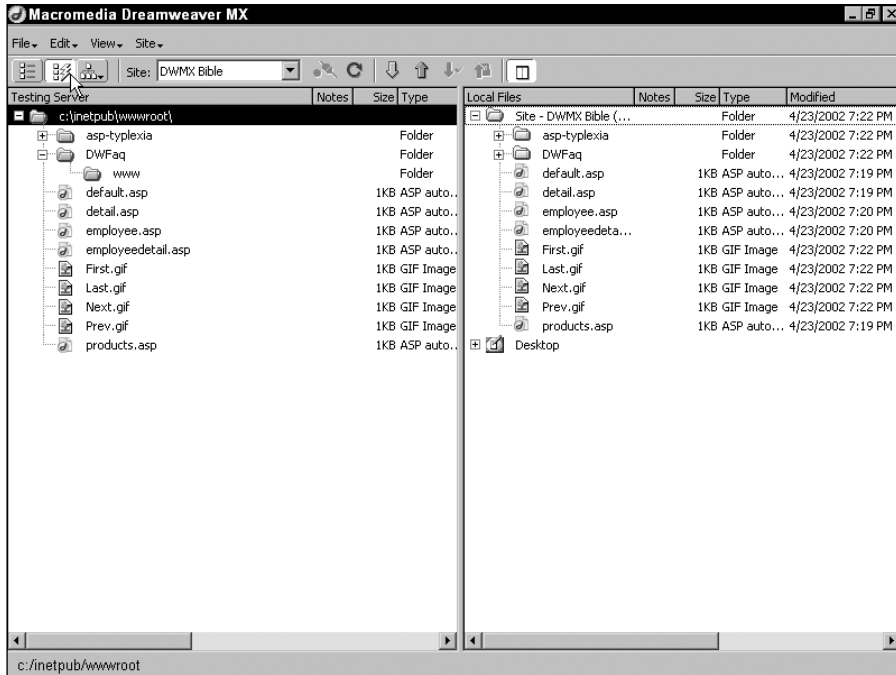 Macromedia Dreamweaver MX
File Edit View Site
Site: DWMX Bible
Testing Server Notes Size Type
c:\inetpub\wwwroot\
asp-typlexia Folder
DWFaq Folder
www Folder
default.asp 1KB ASP auto..
detail.asp 1KB ASP auto..
employee.asp 1KB ASP auto..
employeedetail.asp 1KB ASP auto..
First.gif 1KB GIF Image
Last.gif 1KB GIF Image
Next.gif 1KB GIF Image
Prev.gif 1KB GIF Image
products.asp 1KB ASP auto..
Local Files Notes Size Type Modified
Site - DWMX Bible (... Folder 4/23/2002 7:22 PM
asp-typlexia Folder 4/23/2002 7:22 PM
DWFaq Folder 4/23/2002 7:22 PM
default.asp 1KB ASP auto... 4/23/2002 7:19 PM
detail.asp 1KB ASP auto... 4/23/2002 7:19 PM
employee.asp 1KB ASP auto... 4/23/2002 7:20 PM
employeedeta... 1KB ASP auto... 4/23/2002 7:20 PM
First.gif 1KB GIF Image 4/23/2002 7:22 PM
Last.gif 1KB GIF Image 4/23/2002 7:22 PM
Next.gif 1KB GIF Image 4/23/2002 7:22 PM
Prev.gif 1KB GIF Image 4/23/2002 7:22 PM
products.asp 1KB ASP auto... 4/23/2002 7:19 PM
Desktop
c:/inetpub/wwwroot